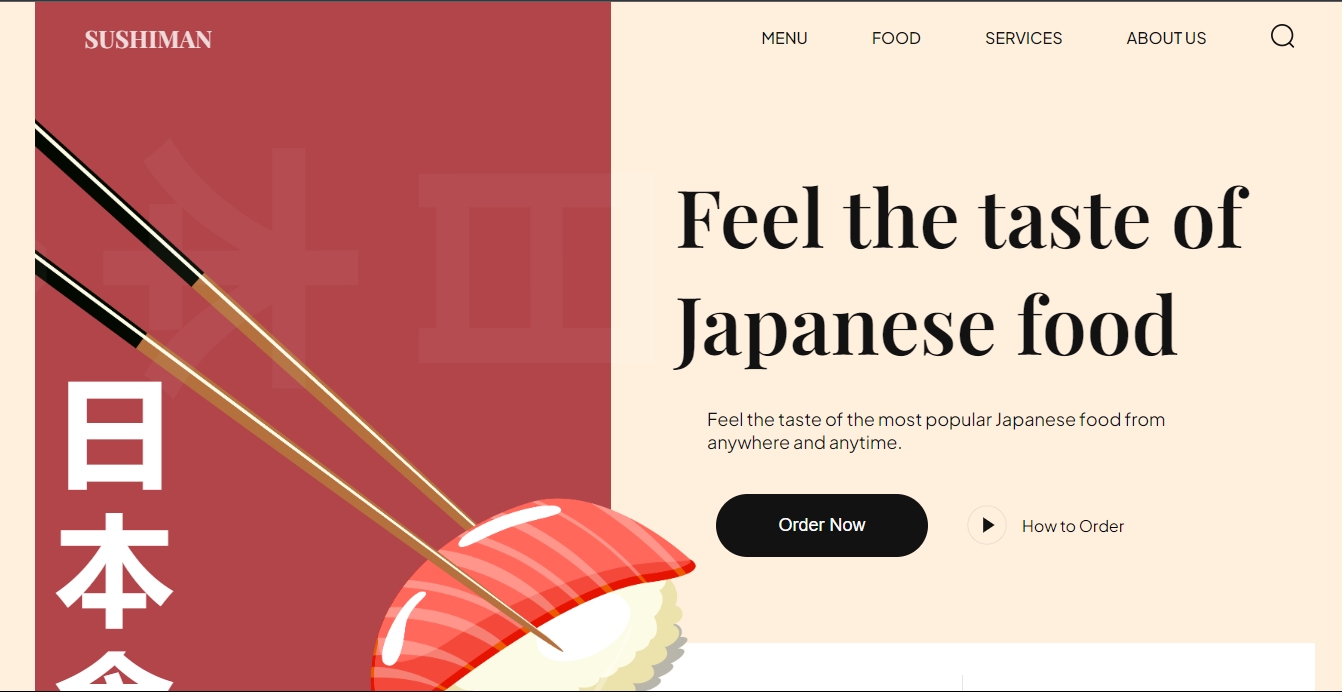 SUSHIMAN
MENU FOOD SERVICES ABOUT US
Feel the taste of
Japanese food
Feel the taste of the most popular Japanese food from
anywhere and anytime.
Order Now
How to Order
日
本